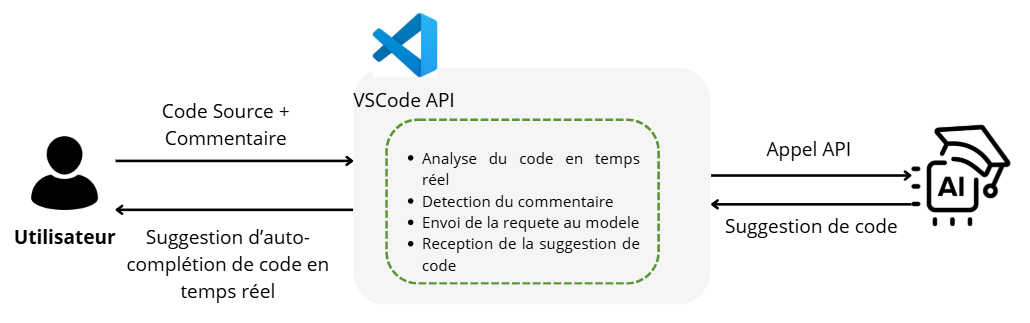 VSCode API
Code Source +
Commentaire
Utilisateur
Suggestion d’auto-
complétion de code en
temps réel
• Analyse du code en temps
réel
• Detection du commentaire
• Envoi de la requete au modele
• Reception de la suggestion de
code
Appel API
AI
Suggestion de code